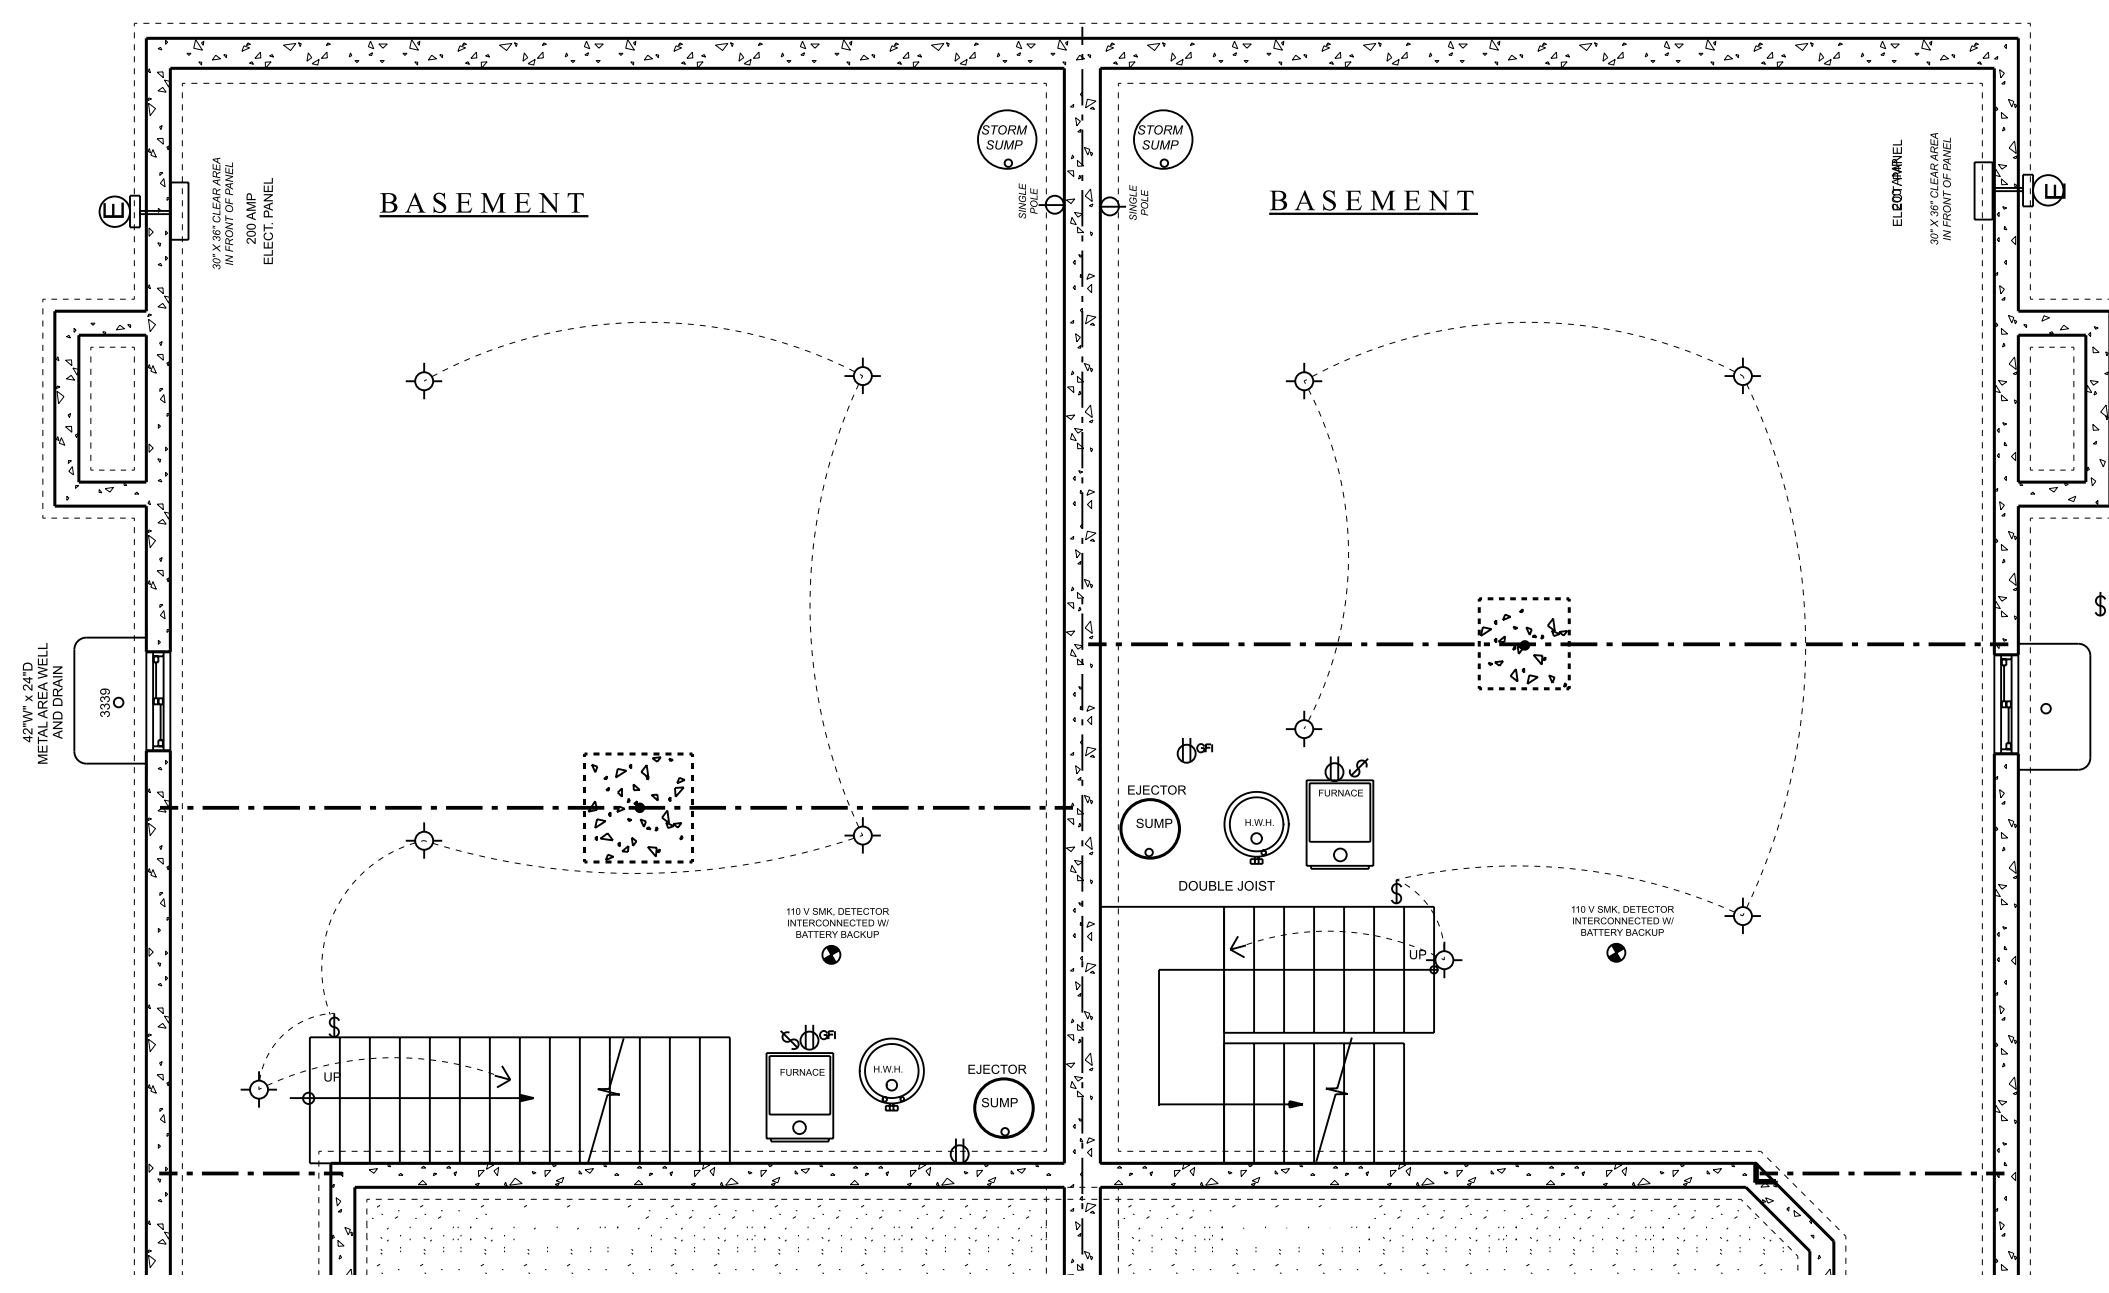 STORM
SUMP
STORM
SUMP
BASEMENT
BASEMENT
SINGLE
POLE
SINGLE
POLE
E
30" X 36" CLEAR AREA
IN FRONT OF PANEL
200 AMP
ELECT. PANEL
30" X 36" CLEAR AREA
IN FRONT OF PANEL
E
42"W" x 24"D
METAL AREA WELL
AND DRAIN
3339
GFI
EJECTOR
SUMP
H.W.H.
FURNACE
DOUBLE JOIST
110 V SMK, DETECTOR
INTERCONNECTED W/
BATTERY BACKUP
110 V SMK, DETECTOR
INTERCONNECTED W/
BATTERY BACKUP
UP
UP
GFI
FURNACE
H.W.H.
EJECTOR
SUMP